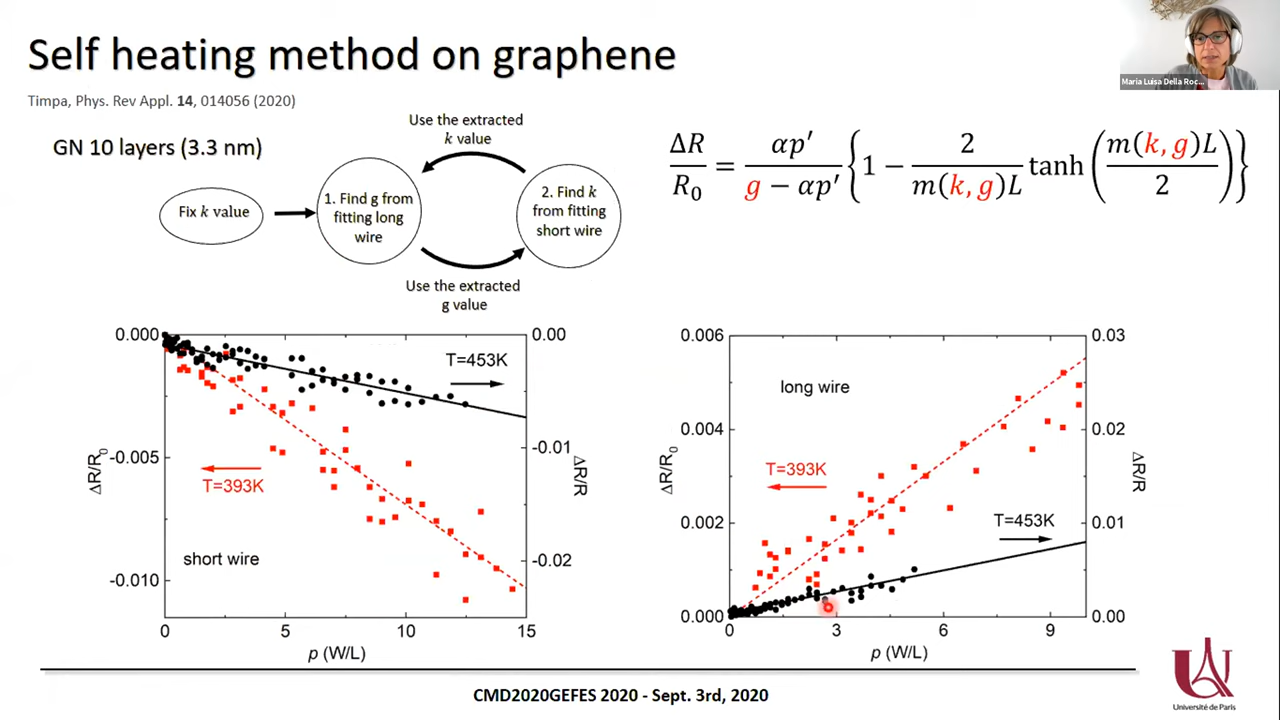 Self heating method on graphene
Maria Luisa Della Roc...
Timpa, Phys. Rev Appl. 14, 014056 (2020)
GN 10 layers (3.3 nm)
Use the extracted
k value
Fix k value
1. Find g from
fitting long
wire
2. Find k
from fitting
short wire
Use the extracted
g value
ΔR/R₀ = αp′/(g − αp′) {1 − 2/(m(k, g)L) tanh (m(k, g)L/2)}
0.000
-0.005
-0.010
ΔR/R₀
0.00
-0.01
-0.02
ΔR/R
T=453K
T=393K
short wire
0
5
10
15
p (W/L)
0.006
0.004
0.002
0.000
ΔR/R₀
0.03
0.02
0.01
0.00
ΔR/R
long wire
T=393K
T=453K
0
3
6
9
p (W/L)
CMD2020GEFES 2020 - Sept. 3rd, 2020
Université de Paris